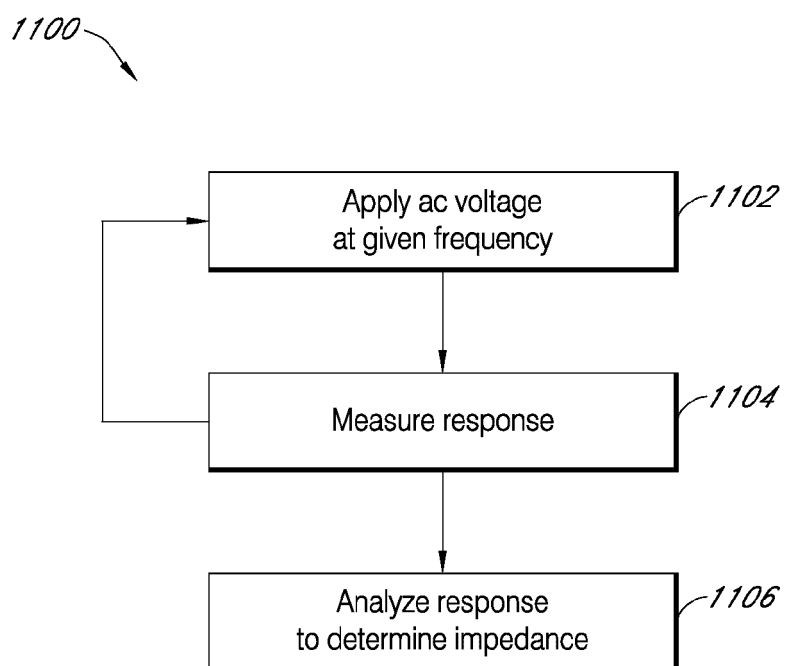 1100
Apply ac voltage
at given frequency
1102
Measure response
1104
Analyze response
to determine impedance
1106